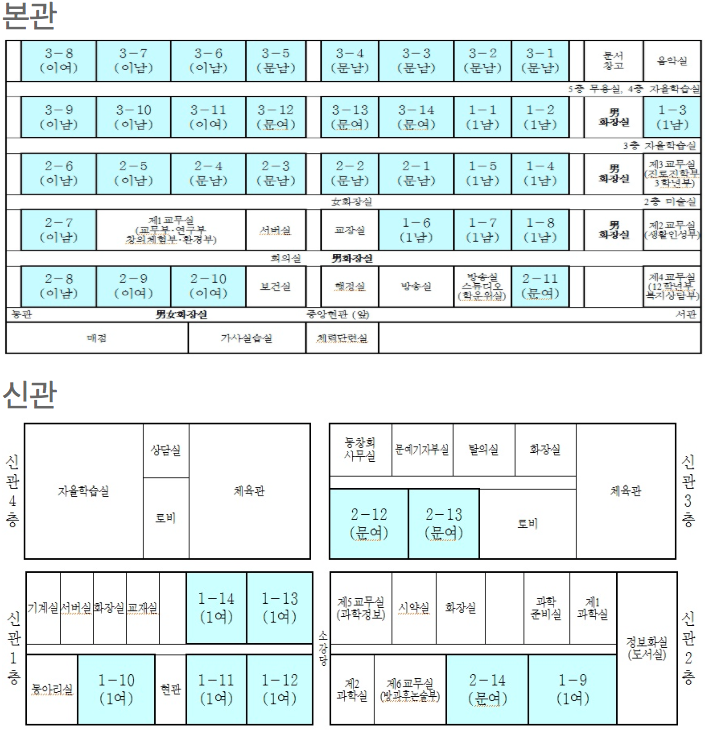 본관
3-8 (이여) 3-7 (이남) 3-6 (이남) 3-5 (문남) 3-4 (문남) 3-3 (문남) 3-2 (문남) 3-1 (문남) 문서 창고 음악실
5층 무용실, 4층 자율학습실
3-9 (이남) 3-10 (이남) 3-11 (이여) 3-12 (문여) 3-13 (문여) 3-14 (문여) 1-1 (1남) 1-2 (1남) 男 화장실 1-3 (1남)
3층 자율학습실
2-6 (이남) 2-5 (이남) 2-4 (문남) 2-3 (문남) 2-2 (문남) 2-1 (문남) 1-5 (1남) 1-4 (1남) 男 화장실 제3교무실 (진로진학부 3학년부)
女화장실 2층 미술실
2-7 (이남) 제1교무실 (교무부·연구부 창의체험부·환경부) 서버실 교장실 1-6 (1남) 1-7 (1남) 1-8 (1남) 男 화장실 제2교무실 (생활인성부)
회의실 男화장실
2-8 (이남) 2-9 (이여) 2-10 (이여) 보건실 행정실 방송실 방송실 스튜디오 (학운위실) 2-11 (문여) 제4교무실 (12학년부, 복지상담부)
동관 男女화장실 중앙현관 (앞) 서관
매점 가사실습실 체력단련실
신관
신관4층 자율학습실 상담실 로비 체육관
동창회 사무실 문예기자부실 탈의실 화장실 체육관 신관3층
2-12 (문여) 2-13 (문여) 로비
신관1층 기계실 서버실 화장실 교재실 1-14 (1여) 1-13 (1여)
동아리실 1-10 (1여) 현관 1-11 (1여) 1-12 (1여)
소강당
제5교무실 (과학정보) 시약실 화장실 과학 준비실 제1 과학실 정보화실 (도서실) 신관2층
제2 과학실 제6교무실 (방과후논술부) 2-14 (문여) 1-9 (1여)